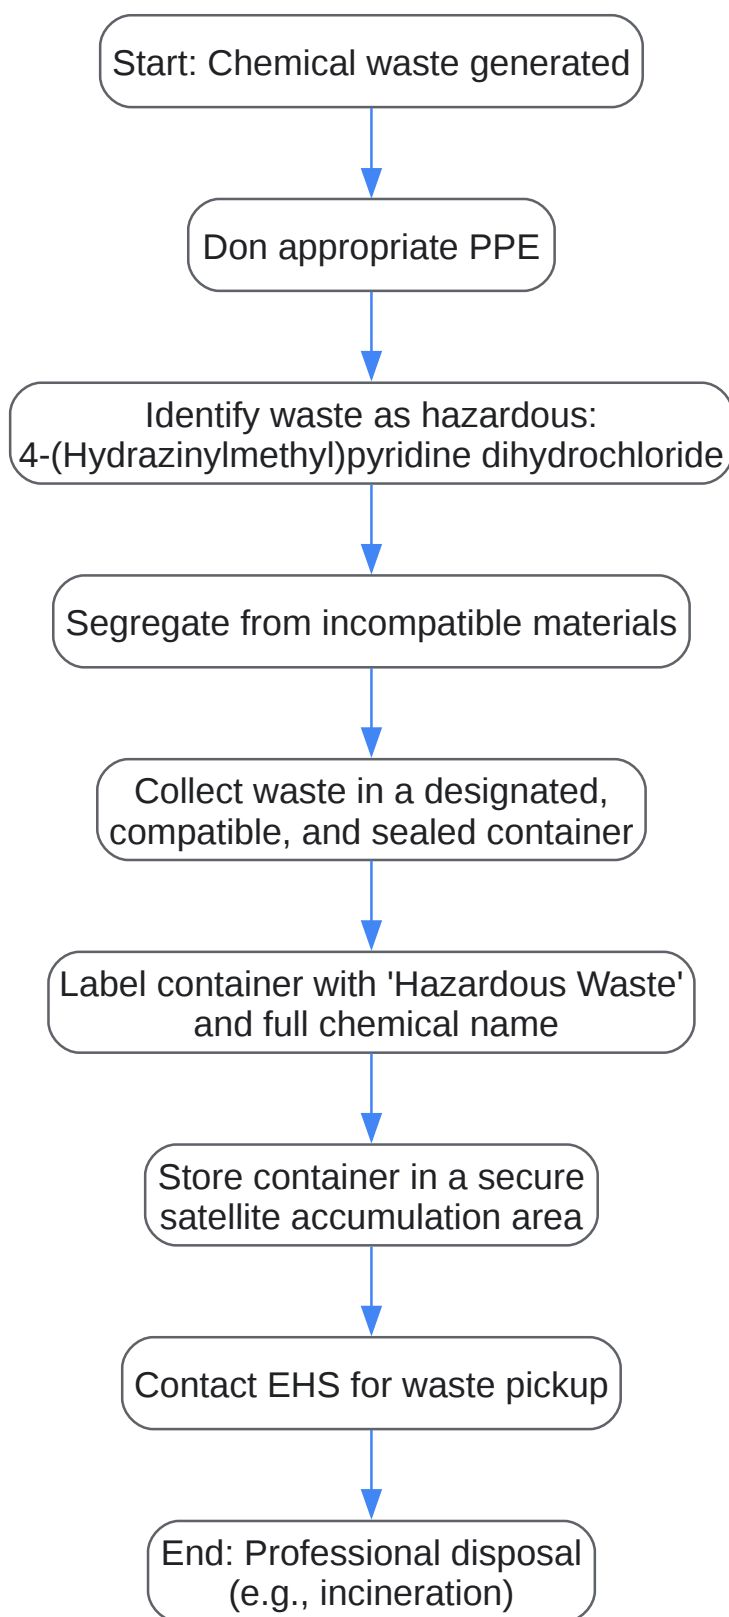 Start: Chemical waste generated
Don appropriate PPE
Identify waste as hazardous:
4-(Hydrazinylmethyl)pyridine dihydrochloride
Segregate from incompatible materials
Collect waste in a designated,
compatible, and sealed container
Label container with 'Hazardous Waste'
and full chemical name
Store container in a secure
satellite accumulation area
Contact EHS for waste pickup
End: Professional disposal
(e.g., incineration)